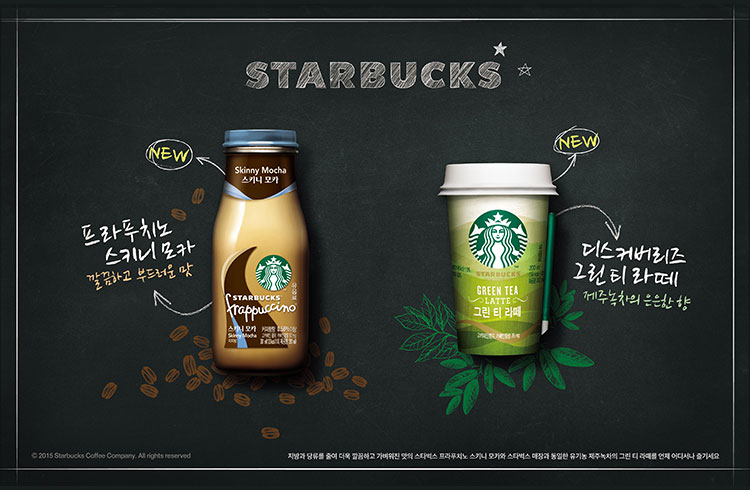 STARBUCKS
NEW
Skinny Mocha
스키니 모카
프라푸치노
스키니 모카
깔끔하고 부드러운 맛
STARBUCKS
frappuccino
스키니 모카
Skinny Mocha
NEW
STARBUCKS
GREEN TEA
LATTE
그린 티 라떼
디스커버리즈
그린 티 라떼
제주녹차의 은은한 향
© 2015 Starbucks Coffee Company. All rights reserved
지방과 당류를 줄여 더욱 깔끔하고 가벼워진 맛의 스타벅스 프라푸치노 스키니 모카와 스타벅스 매장과 동일한 유기농 제주녹차의 그린 티 라떼를 언제 어디서나 즐기세요